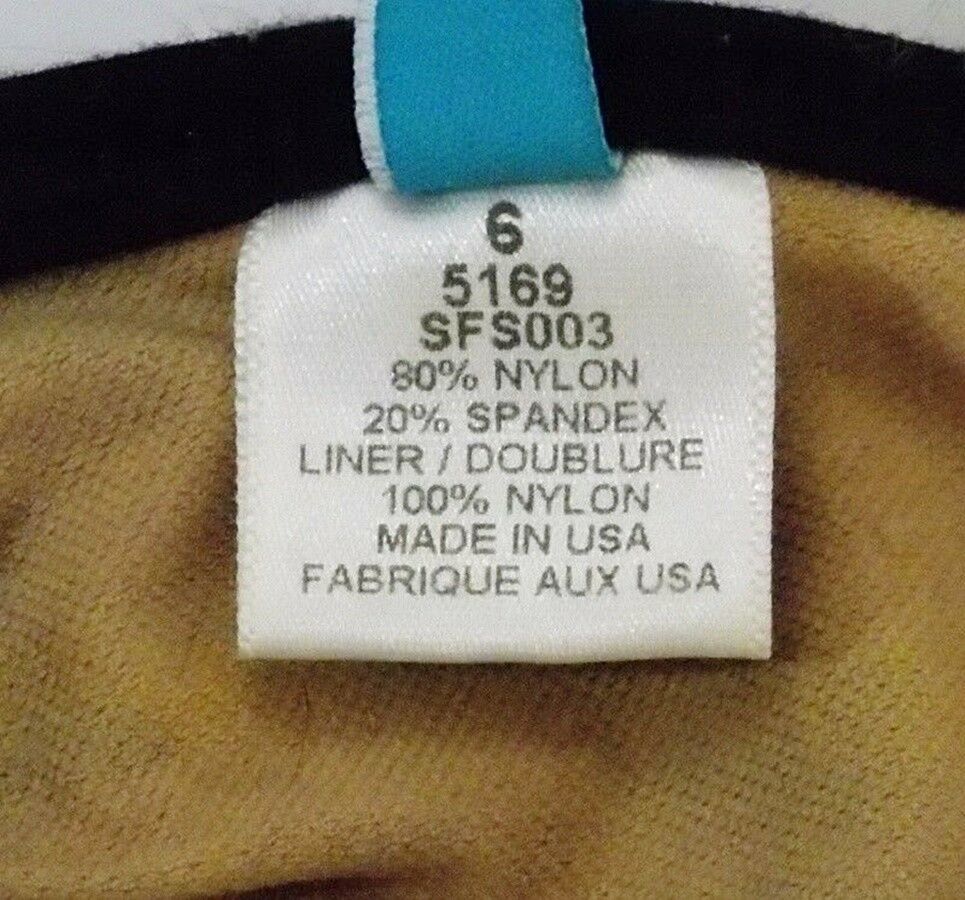 6
5169
SFS003
80% NYLON
20% SPANDEX
LINER / DOUBLURE
100% NYLON
MADE IN USA
FABRIQUE AUX USA